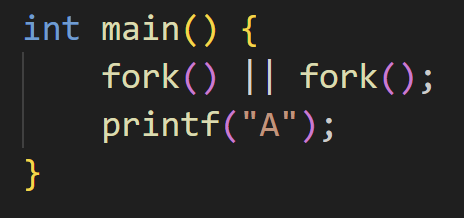 int main() {
    fork() || fork();
    printf("A");
}